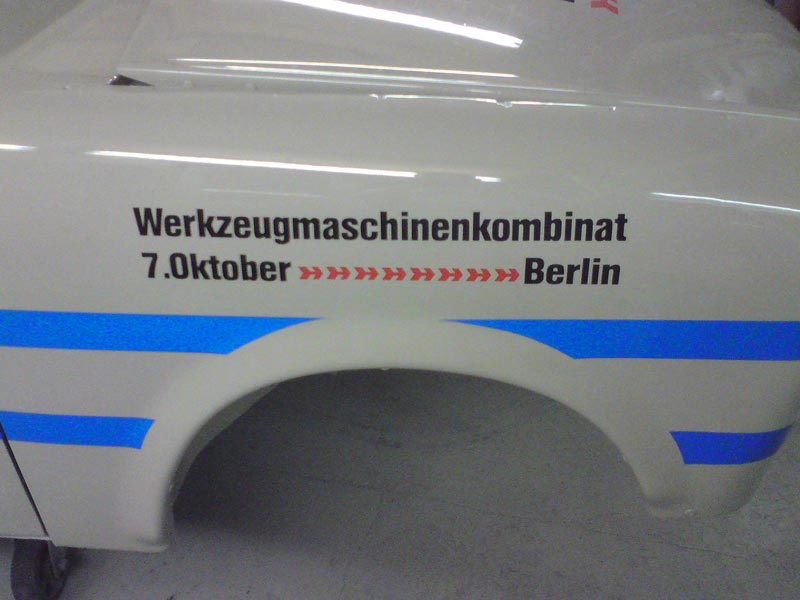 Werkzeugmaschinenkombinat
7.Oktober »»»»»»»»» Berlin